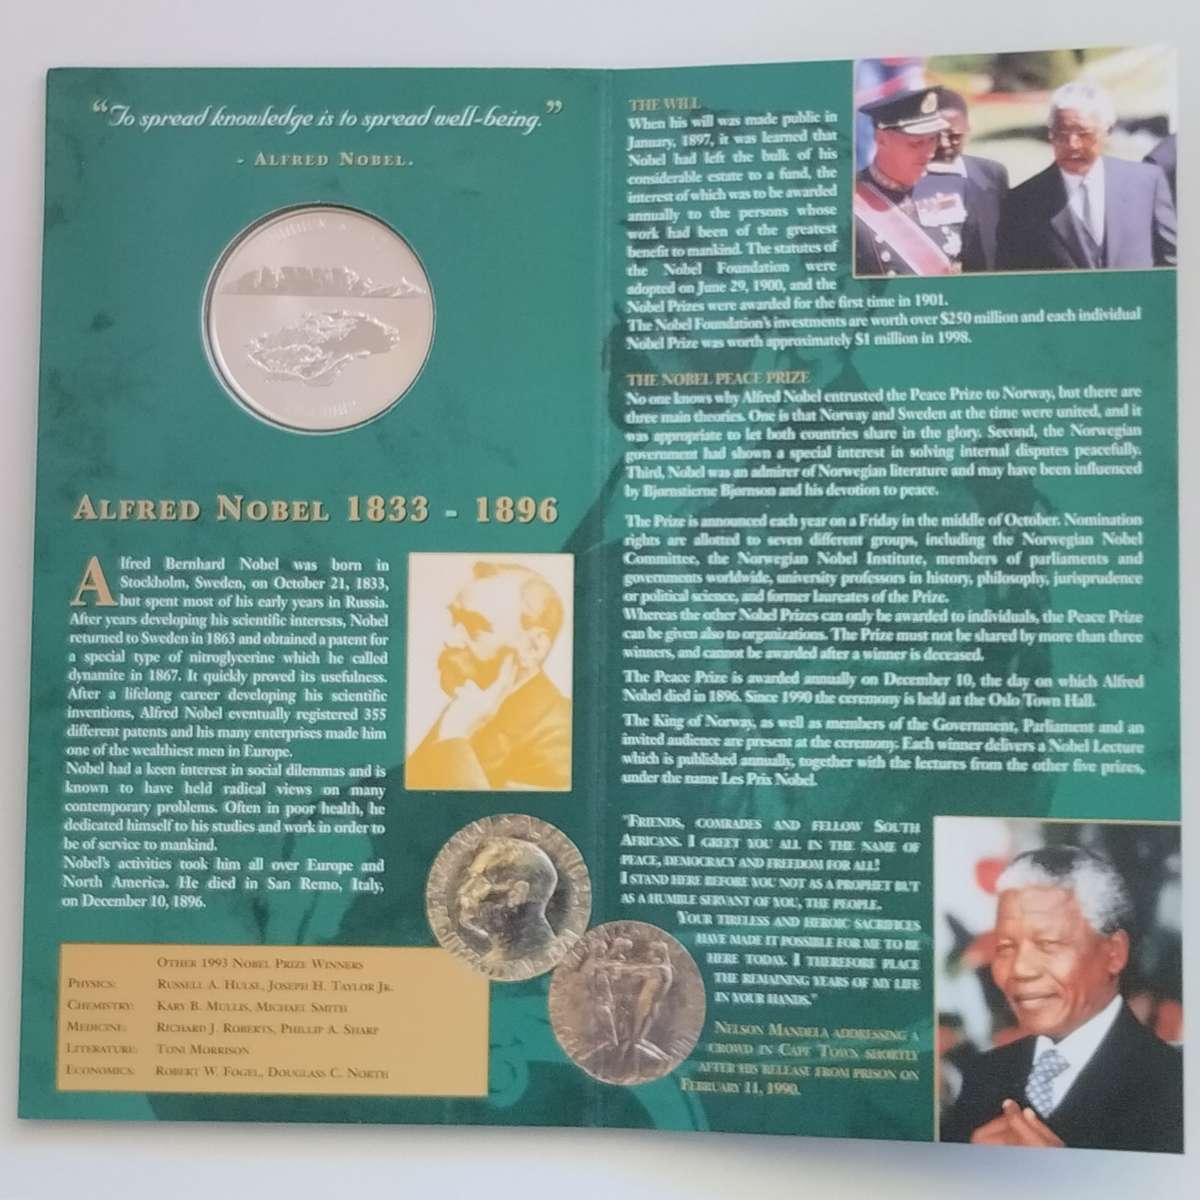 “To spread knowledge is to spread well-being.”
- ALFRED NOBEL.
ALFRED NOBEL 1833 - 1896
Alfred Bernhard Nobel was born in
Stockholm, Sweden, on October 21, 1833,
but spent most of his early years in Russia.
After years developing his scientific interests, Nobel
returned to Sweden in 1863 and obtained a patent for
a special type of nitroglycerine which he called
dynamite in 1867. It quickly proved its usefulness.
After a lifelong career developing his scientific
inventions, Alfred Nobel eventually registered 355
different patents and his many enterprises made him
one of the wealthiest men in Europe.
Nobel had a keen interest in social dilemmas and is
known to have held radical views on many
contemporary problems. Often in poor health, he
dedicated himself to his studies and work in order to
be of service to mankind.
Nobel's activities took him all over Europe and
North America. He died in San Remo, Italy,
on December 10, 1896.
OTHER 1993 NOBEL PRIZE WINNERS
PHYSICS: RUSSELL A. HULSE, JOSEPH H. TAYLOR JR.
CHEMISTRY: KARY B. MULLIS, MICHAEL SMITH
MEDICINE: RICHARD J. ROBERTS, PHILLIP A. SHARP
LITERATURE: TONI MORRISON
ECONOMICS: ROBERT W. FOGEL, DOUGLASS C. NORTH
THE WILL
When his will was made public in
January, 1897, it was learned that
Nobel had left the bulk of his
considerable estate to a fund, the
interest of which was to be awarded
annually to the persons whose
work had been of the greatest
benefit to mankind. The statutes of
the Nobel Foundation were
adopted on June 29, 1900, and the
Nobel Prizes were awarded for the first time in 1901.
The Nobel Foundation's investments are worth over $250 million and each individual
Nobel Prize was worth approximately $1 million in 1998.
THE NOBEL PEACE PRIZE
No one knows why Alfred Nobel entrusted the Peace Prize to Norway, but there are
three main theories. One is that Norway and Sweden at the time were united, and it
was appropriate to let both countries share in the glory. Second, the Norwegian
government had shown a special interest in solving internal disputes peacefully.
Third, Nobel was an admirer of Norwegian literature and may have been influenced
by Bjørnstierne Bjørnson and his devotion to peace.
The Prize is announced each year on a Friday in the middle of October. Nomination
rights are allotted to seven different groups, including the Norwegian Nobel
Committee, the Norwegian Nobel Institute, members of parliaments and
governments worldwide, university professors in history, philosophy, jurisprudence
or political science, and former laureates of the Prize.
Whereas the other Nobel Prizes can only be awarded to individuals, the Peace Prize
can be given also to organizations. The Prize must not be shared by more than three
winners, and cannot be awarded after a winner is deceased.
The Peace Prize is awarded annually on December 10, the day on which Alfred
Nobel died in 1896. Since 1990 the ceremony is held at the Oslo Town Hall.
The King of Norway, as well as members of the Government, Parliament and an
invited audience are present at the ceremony. Each winner delivers a Nobel Lecture
which is published annually, together with the lectures from the other five prizes,
under the name Les Prix Nobel.
"FRIENDS, COMRADES AND FELLOW SOUTH
AFRICANS. I GREET YOU ALL IN THE NAME OF
PEACE, DEMOCRACY AND FREEDOM FOR ALL!
I STAND HERE BEFORE YOU NOT AS A PROPHET BUT
AS A HUMBLE SERVANT OF YOU, THE PEOPLE.
YOUR TIRELESS AND HEROIC SACRIFICES
HAVE MADE IT POSSIBLE FOR ME TO BE
HERE TODAY. I THEREFORE PLACE
THE REMAINING YEARS OF MY LIFE
IN YOUR HANDS."
NELSON MANDELA ADDRESSING A
CROWD IN CAPE TOWN SHORTLY
AFTER HIS RELEASE FROM PRISON ON
FEBRUARY 11, 1990.